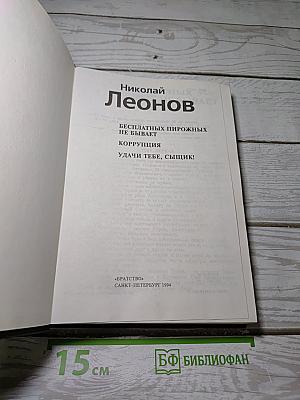 Николай
Леонов
БЕСПЛАТНЫХ ПИРОЖНЫХ
НЕ БЫВАЕТ
КОРРУПЦИЯ
УДАЧИ ТЕБЕ, СЫЩИК!
«БРАТСТВО»
САНКТ-ПЕТЕРБУРГ 1994
15 см
БФ БИБЛИОФАН